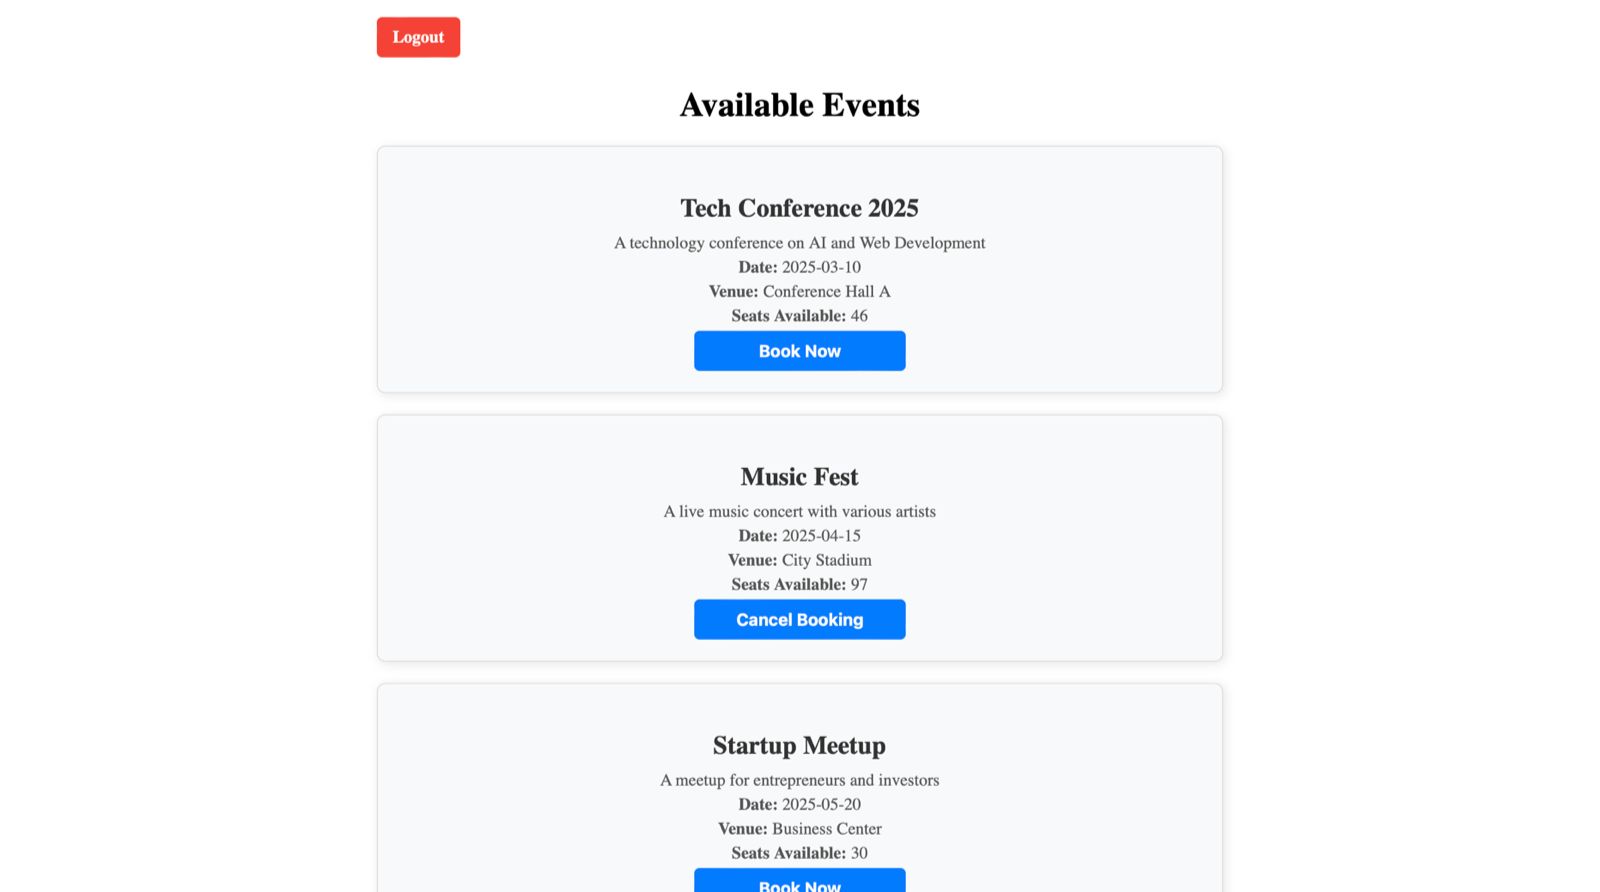 Logout
Available Events
Tech Conference 2025
A technology conference on AI and Web Development
Date: 2025-03-10
Venue: Conference Hall A
Seats Available: 46
Book Now
Music Fest
A live music concert with various artists
Date: 2025-04-15
Venue: City Stadium
Seats Available: 97
Cancel Booking
Startup Meetup
A meetup for entrepreneurs and investors
Date: 2025-05-20
Venue: Business Center
Seats Available: 30
Book Now